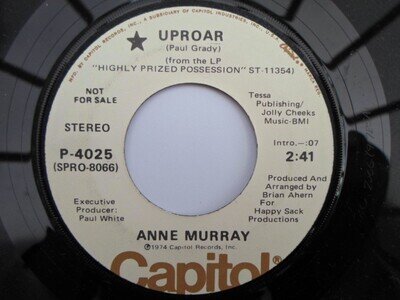 MFD. BY CAPITOL RECORDS, INC., A SUBSIDIARY OF CAPITOL INDUSTRIES, INC., U.S.A.
UPROAR
(Paul Grady)
(from the LP
"HIGHLY PRIZED POSSESSION" ST-11354)
NOT
FOR SALE
STEREO
P-4025
(SPRO-8066)
Executive
Producer:
Paul White
Tessa
Publishing/
Jolly Cheeks
Music-BMI
Intro.—:07
2:41
Produced and
Arranged by
Brian Ahern
For
Happy Sack
Productions
ANNE MURRAY
℗1974 Capitol Records, Inc.
Capitol®